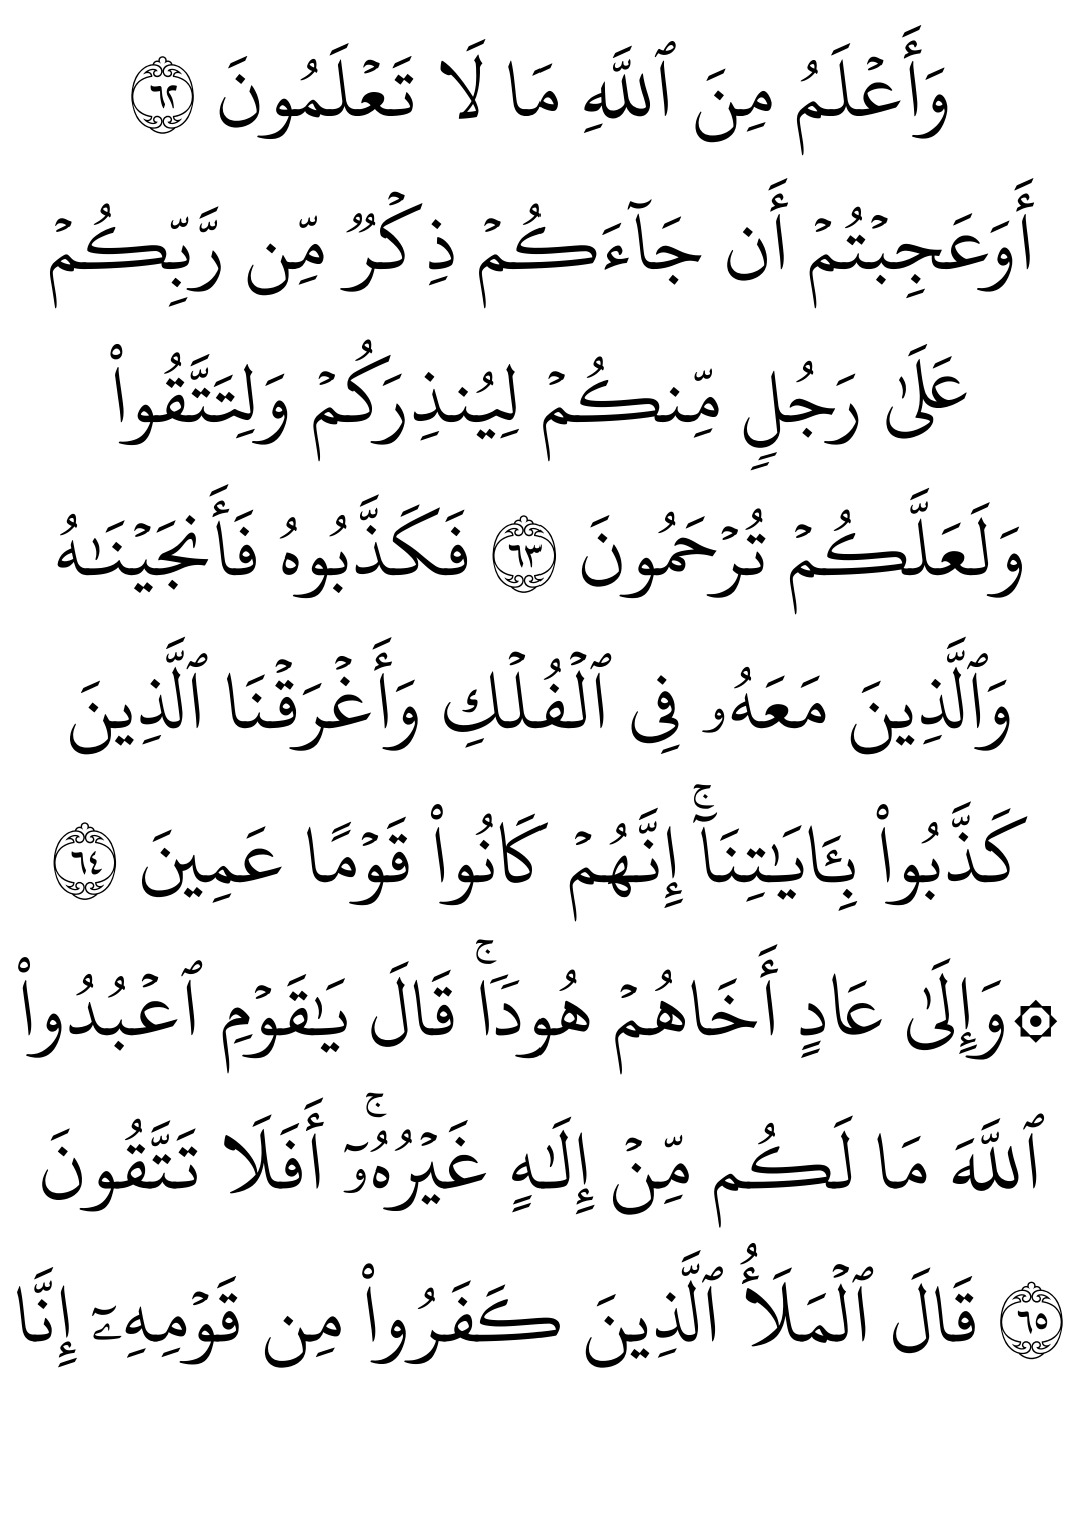 وَأَعْلَمُ مِنَ ٱللَّهِ مَا لَا تَعْلَمُونَ ٦٢
أَوَعَجِبْتُمْ أَن جَآءَكُمْ ذِكْرٌ مِّن رَّبِّكُمْ
عَلَىٰ رَجُلٍ مِّنكُمْ لِيُنذِرَكُمْ وَلِتَتَّقُوا۟
وَلَعَلَّكُمْ تُرْحَمُونَ ٦٣ فَكَذَّبُوهُ فَأَنجَيْنَـٰهُ
وَٱلَّذِينَ مَعَهُۥ فِى ٱلْفُلْكِ وَأَغْرَقْنَا ٱلَّذِينَ
كَذَّبُوا۟ بِـَٔايَـٰتِنَآ ۚ إِنَّهُمْ كَانُوا۟ قَوْمًا عَمِينَ ٦٤
۞ وَإِلَىٰ عَادٍ أَخَاهُمْ هُودًا ۚ قَالَ يَـٰقَوْمِ ٱعْبُدُوا۟
ٱللَّهَ مَا لَكُم مِّنْ إِلَـٰهٍ غَيْرُهُۥٓ ۚ أَفَلَا تَتَّقُونَ
٦٥ قَالَ ٱلْمَلَأُ ٱلَّذِينَ كَفَرُوا۟ مِن قَوْمِهِۦٓ إِنَّا